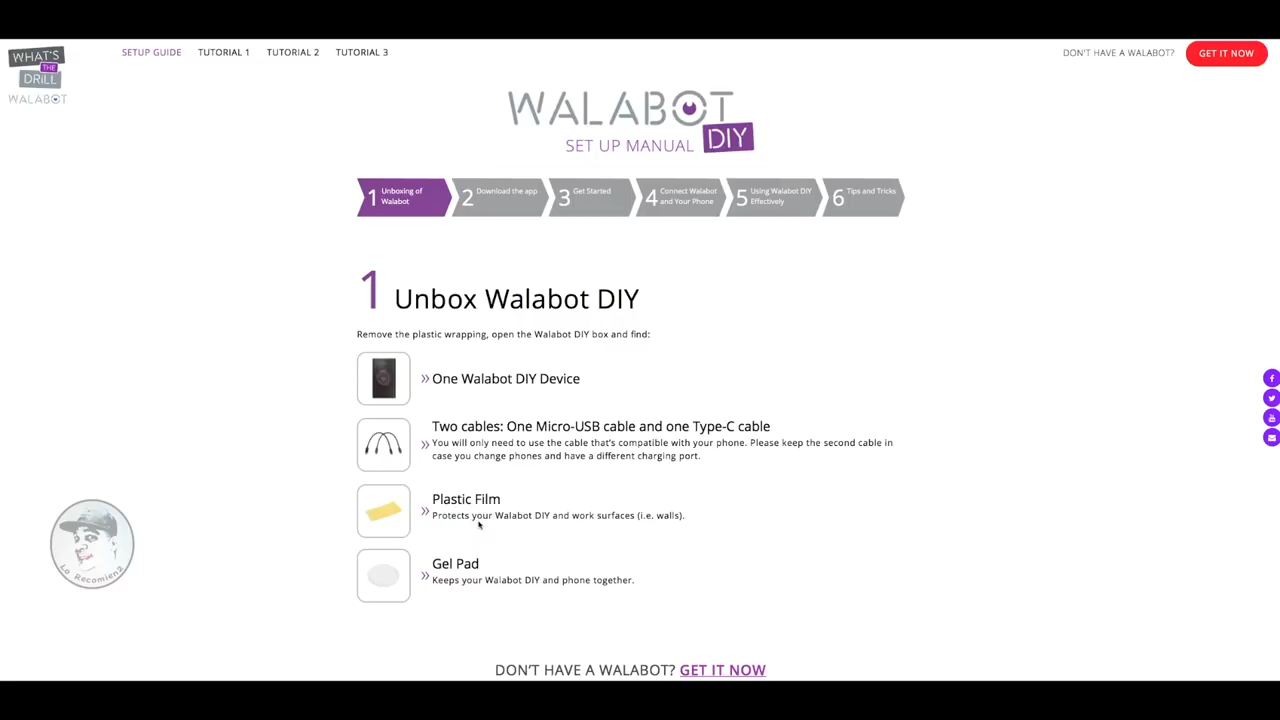 WHAT'S
THE
DRILL
WALABOT
SETUP GUIDE TUTORIAL 1 TUTORIAL 2 TUTORIAL 3
DON'T HAVE A WALABOT? GET IT NOW
WALABOT
SET UP MANUAL DIY
1 Unboxing of Walabot
2 Download the app
3 Get Started
4 Connect Walabot and Your Phone
5 Using Walabot DIY Effectively
6 Tips and Tricks
1 Unbox Walabot DIY
Remove the plastic wrapping, open the Walabot DIY box and find:
» One Walabot DIY Device
Two cables: One Micro-USB cable and one Type-C cable
» You will only need to use the cable that's compatible with your phone. Please keep the second cable in
case you change phones and have a different charging port.
Plastic Film
» Protects your Walabot DIY and work surfaces (i.e. walls).
Gel Pad
» Keeps your Walabot DIY and phone together.
Lo Recomien2
DON'T HAVE A WALABOT? GET IT NOW